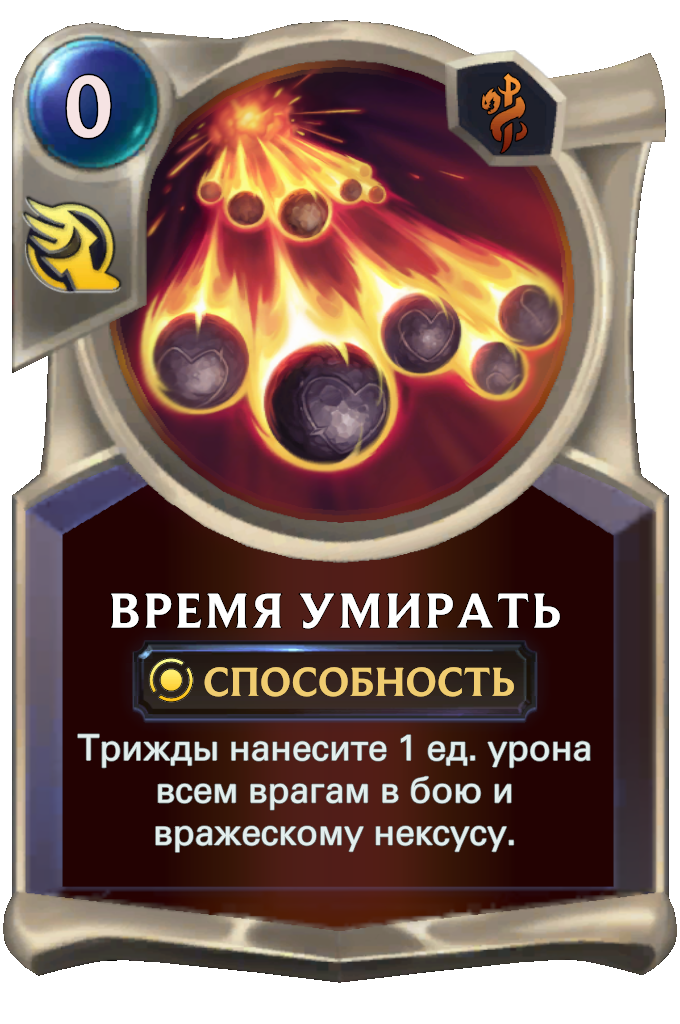 0
ВРЕМЯ УМИРАТЬ
СПОСОБНОСТЬ
Трижды нанесите 1 ед. урона
всем врагам в бою и
вражескому нексусу.